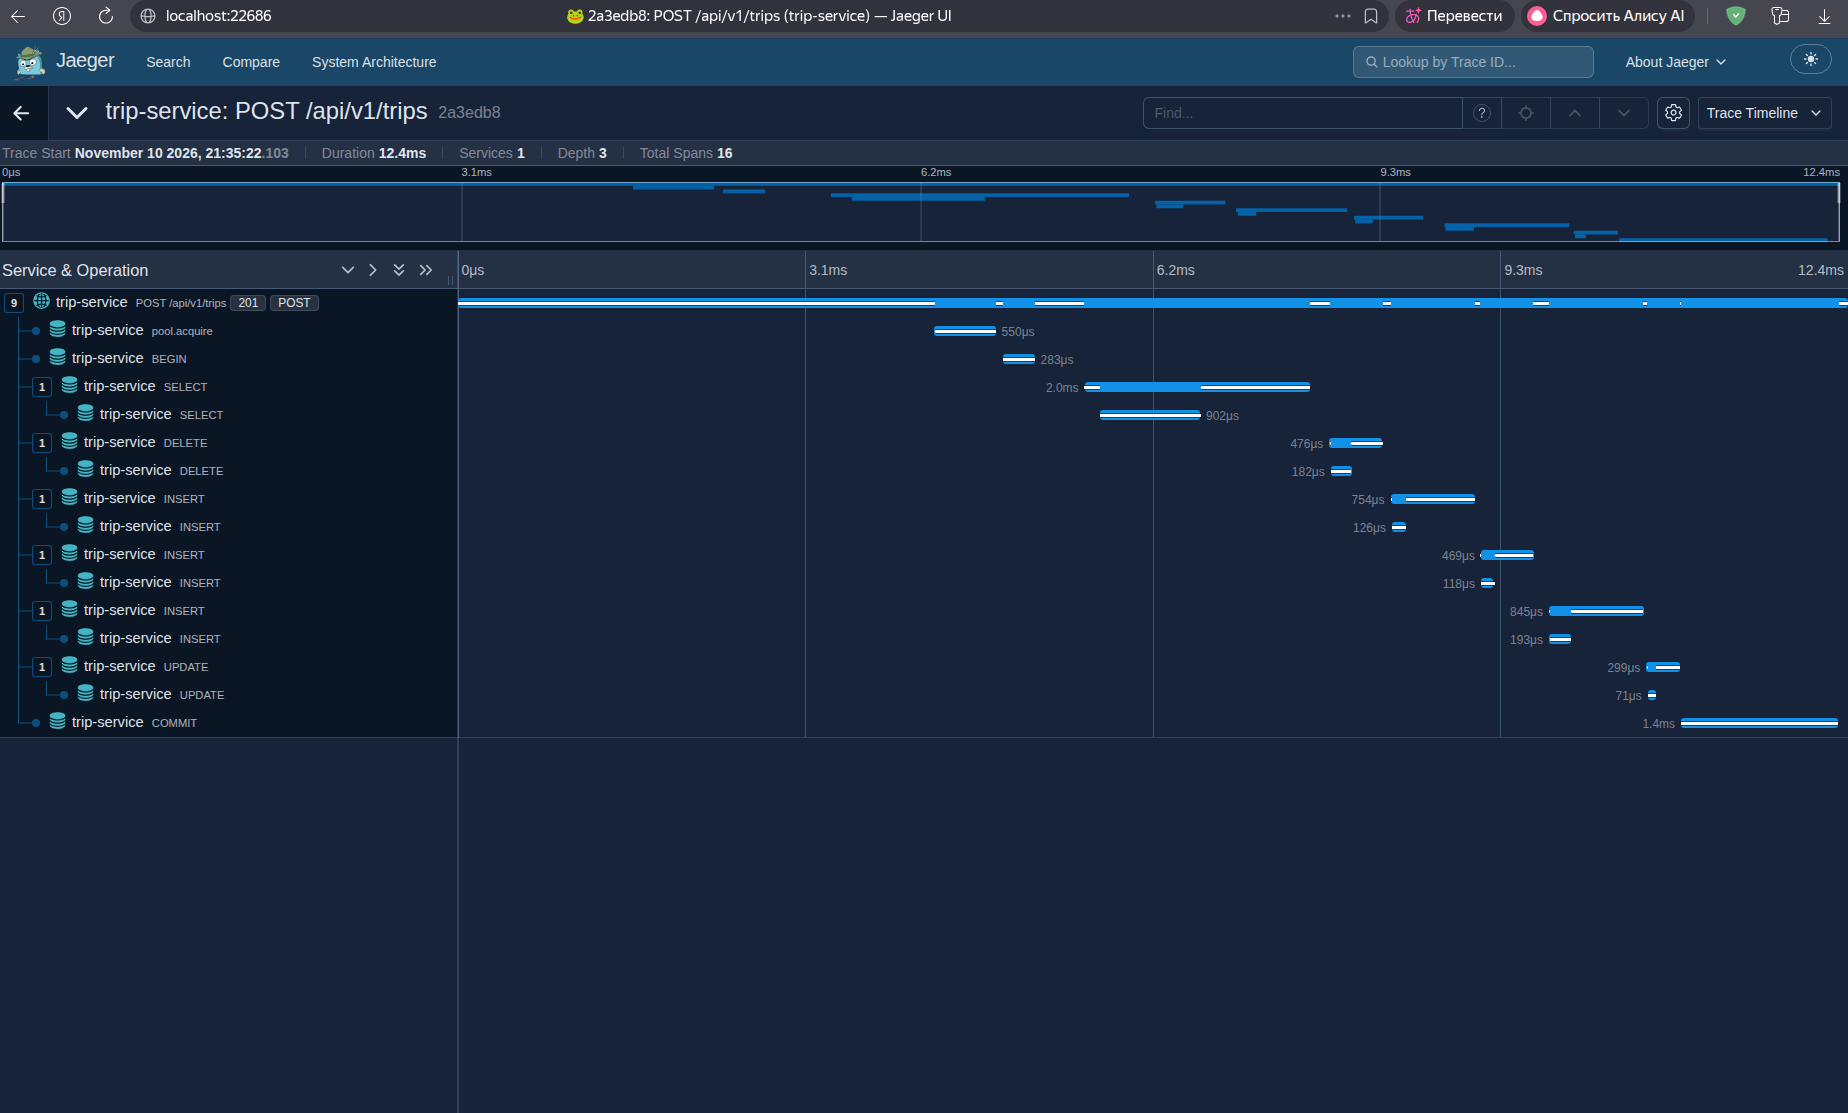 localhost:22686
2a3edb8: POST /api/v1/trips (trip-service) — Jaeger UI
Перевести
Спросить Алису AI
Jaeger
Search
Compare
System Architecture
Lookup by Trace ID...
About Jaeger
trip-service: POST /api/v1/trips 2a3edb8
Find...
Trace Timeline
Trace Start November 10 2026, 21:35:22.103
Duration 12.4ms
Services 1
Depth 3
Total Spans 16
0μs 3.1ms 6.2ms 9.3ms 12.4ms
Service & Operation
0μs 3.1ms 6.2ms 9.3ms 12.4ms
9 trip-service POST /api/v1/trips 201 POST
trip-service pool.acquire 550μs
trip-service BEGIN 283μs
1 trip-service SELECT 2.0ms
trip-service SELECT 902μs
1 trip-service DELETE 476μs
trip-service DELETE 182μs
1 trip-service INSERT 754μs
trip-service INSERT 126μs
1 trip-service INSERT 469μs
trip-service INSERT 118μs
1 trip-service INSERT 845μs
trip-service INSERT 193μs
1 trip-service UPDATE 299μs
trip-service UPDATE 71μs
trip-service COMMIT 1.4ms